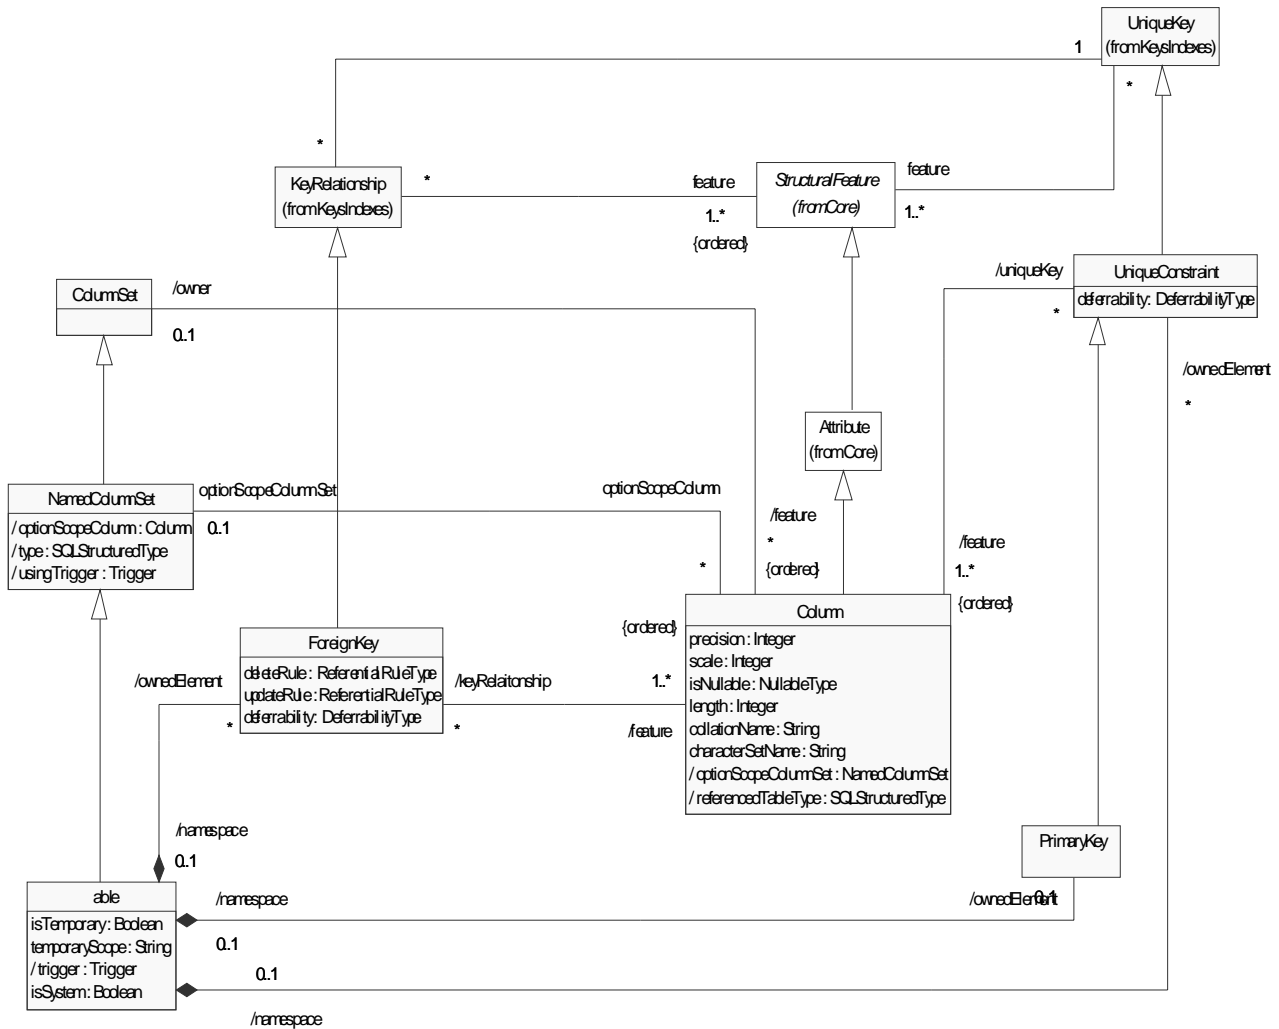 UniqueKey
(fromKeysIndexes)
1
*
*
KeyRelationship
(fromKeysIndexes)
*
feature
1..*
{ordered}
StructuralFeature
(fromCore)
feature
1..*
ColumnSet
/owner
0..1
/uniqueKey
*
UniqueConstraint
deferrability: DeferrabilityType
/ownedElement
*
Attribute
(fromCore)
NamedColumnSet
/ optionScopeColumn : Column
/ type : SQLStructuredType
/ usingTrigger : Trigger
optionScopeColumnSet
0..1
optionScopeColumn
*
/feature
*
{ordered}
/feature
1..*
{ordered}
ForeignKey
deleteRule : ReferentialRuleType
updateRule : ReferentialRuleType
deferrability: DeferrabilityType
/ownedElement
*
/keyRelaitonship
*
{ordered}
1..*
/feature
Column
precision : Integer
scale : Integer
isNullable : NullableType
length : Integer
collationName : String
characterSetName : String
/ optionScopeColumnSet : NamedColumnSet
/ referencedTableType : SQLStructuredType
/namespace
0..1
able
isTemporary : Boolean
temporaryScope : String
/ trigger : Trigger
isSystem : Boolean
/namespace
0..1
PrimaryKey
/ownedElement
0..1
0..1
/namespace